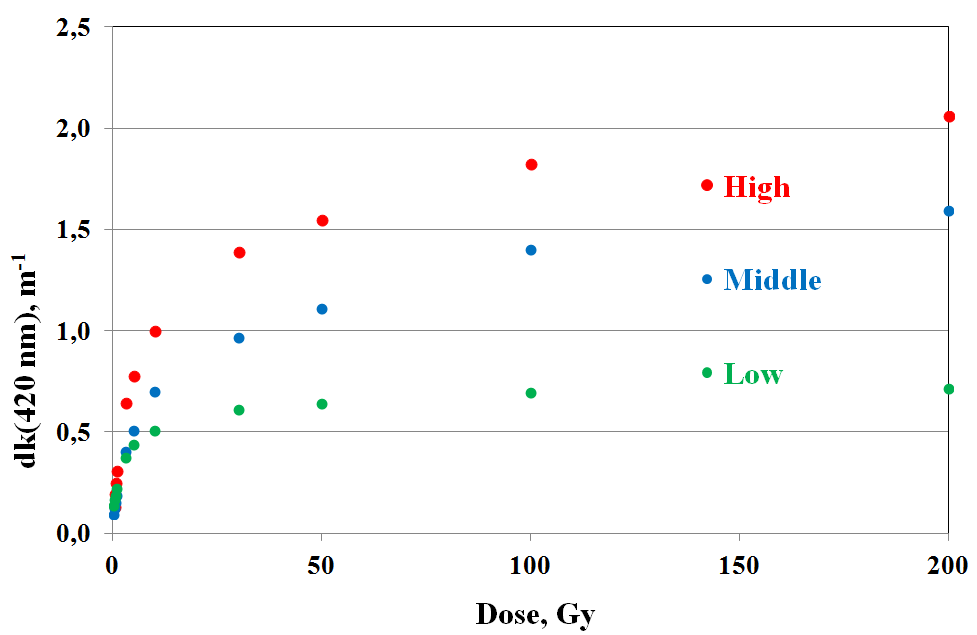 2,5
2,0
1,5
1,0
0,5
0,0
dk(420 nm), m⁻¹
High
Middle
Low
0 50 100 150 200
Dose, Gy